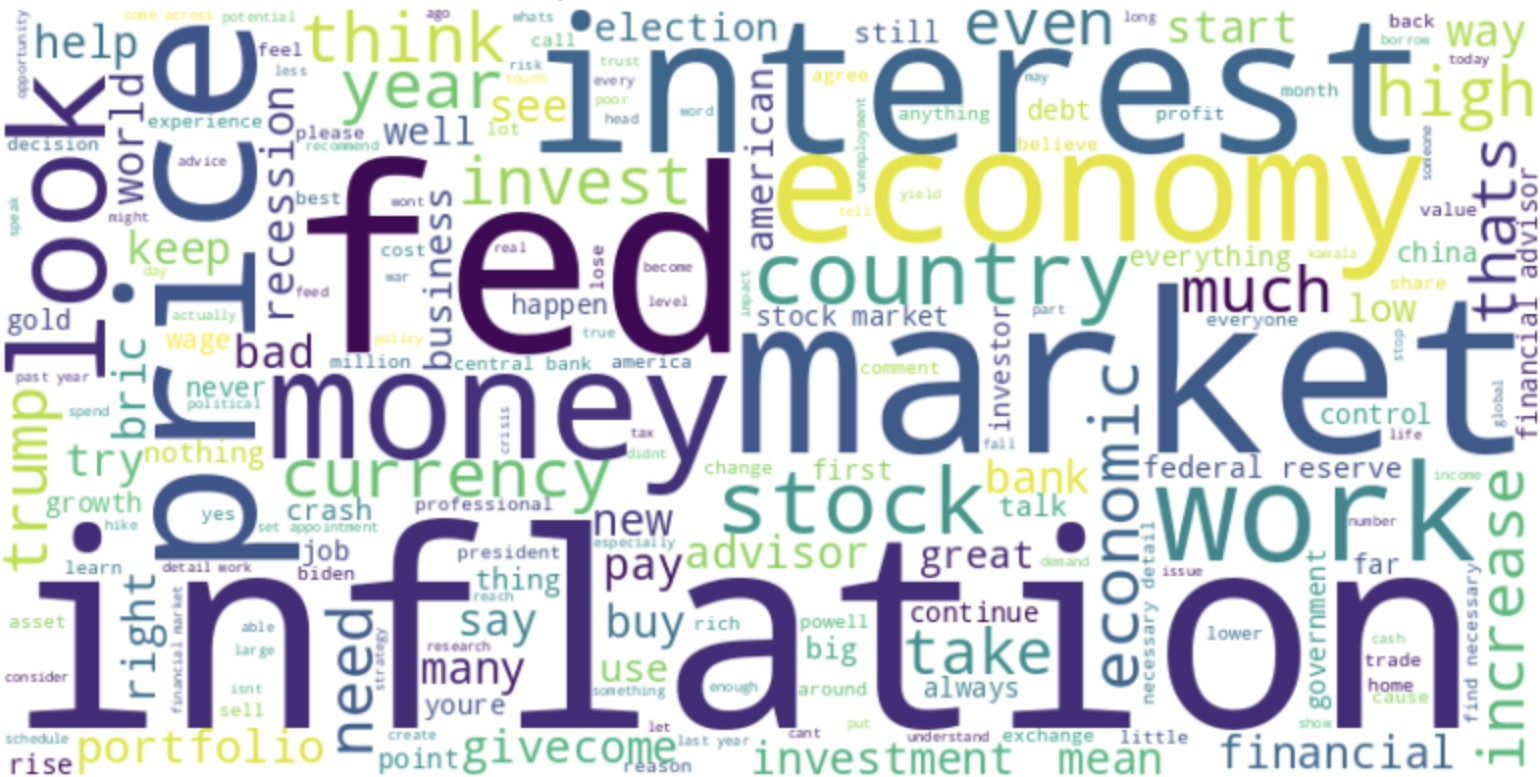 opportunity
help
come across
potential
ago
think
whats
call
election
still
even
long
start
back
borrow
way
feel
less
year
risk
touch
see
trust
every
poor
head
interest
agree
may
today
month
high
look
world
price
experience
decision
advice
recession
please
recommend
well
lot
word
american
unemployment
anything
debt
believe
profit
someone
thats
speak
might
best
wont
fed
invest
economy
yield
tell
value
financial advisor
keep
day
cost
business
real
lose
become
country
everything
kamala
china
gold
bric
actually
feed
war
happen
level
impact
much
share
low
wage
bad
policy
true
stock market
part
everyone
stop
past year
never
political
million
central bank
america
market
comment
investor
trump
spend
money
crisis
tax
fall
economic
control
life
global
try
nothing
currency
didnt
change
first
bank
federal reserve
income
growth
hike
yes
set appointment
crash
professional
new
stock
talk
work
number
increase
learn
detail work
job
biden
president
especially
pay
advisor
great
demand
necessary detail
issue
government
far
find necessary
inflation
right
need
thing
reach
say
buy
rich
powell
continue
asset
financial market
able
large
strategy
research
many
use
big
take
lower
cash
trade
home
cause
consider
isnt
sell
youre
something
enough
around
always
show
schedule
rise
portfolio
create
point
givecome
let
reason
last year
cant
put
investment
understand
exchange
mean
little
financial